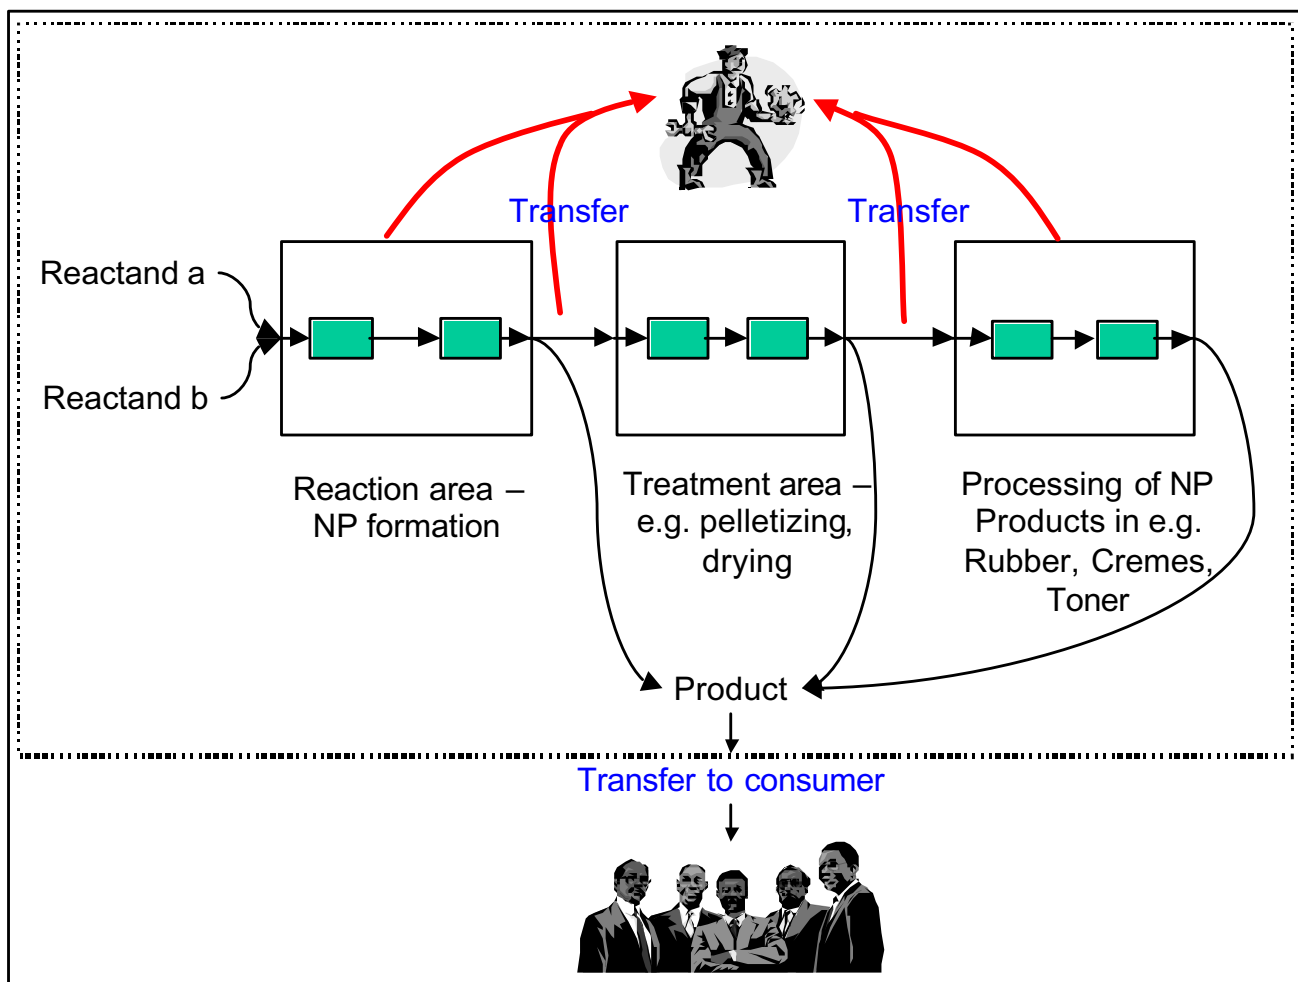 Transfer
Transfer
Reactand a
Reactand b
Reaction area –
NP formation
Treatment area –
e.g. pelletizing,
drying
Processing of NP
Products in e.g.
Rubber, Cremes,
Toner
Product
Transfer to consumer